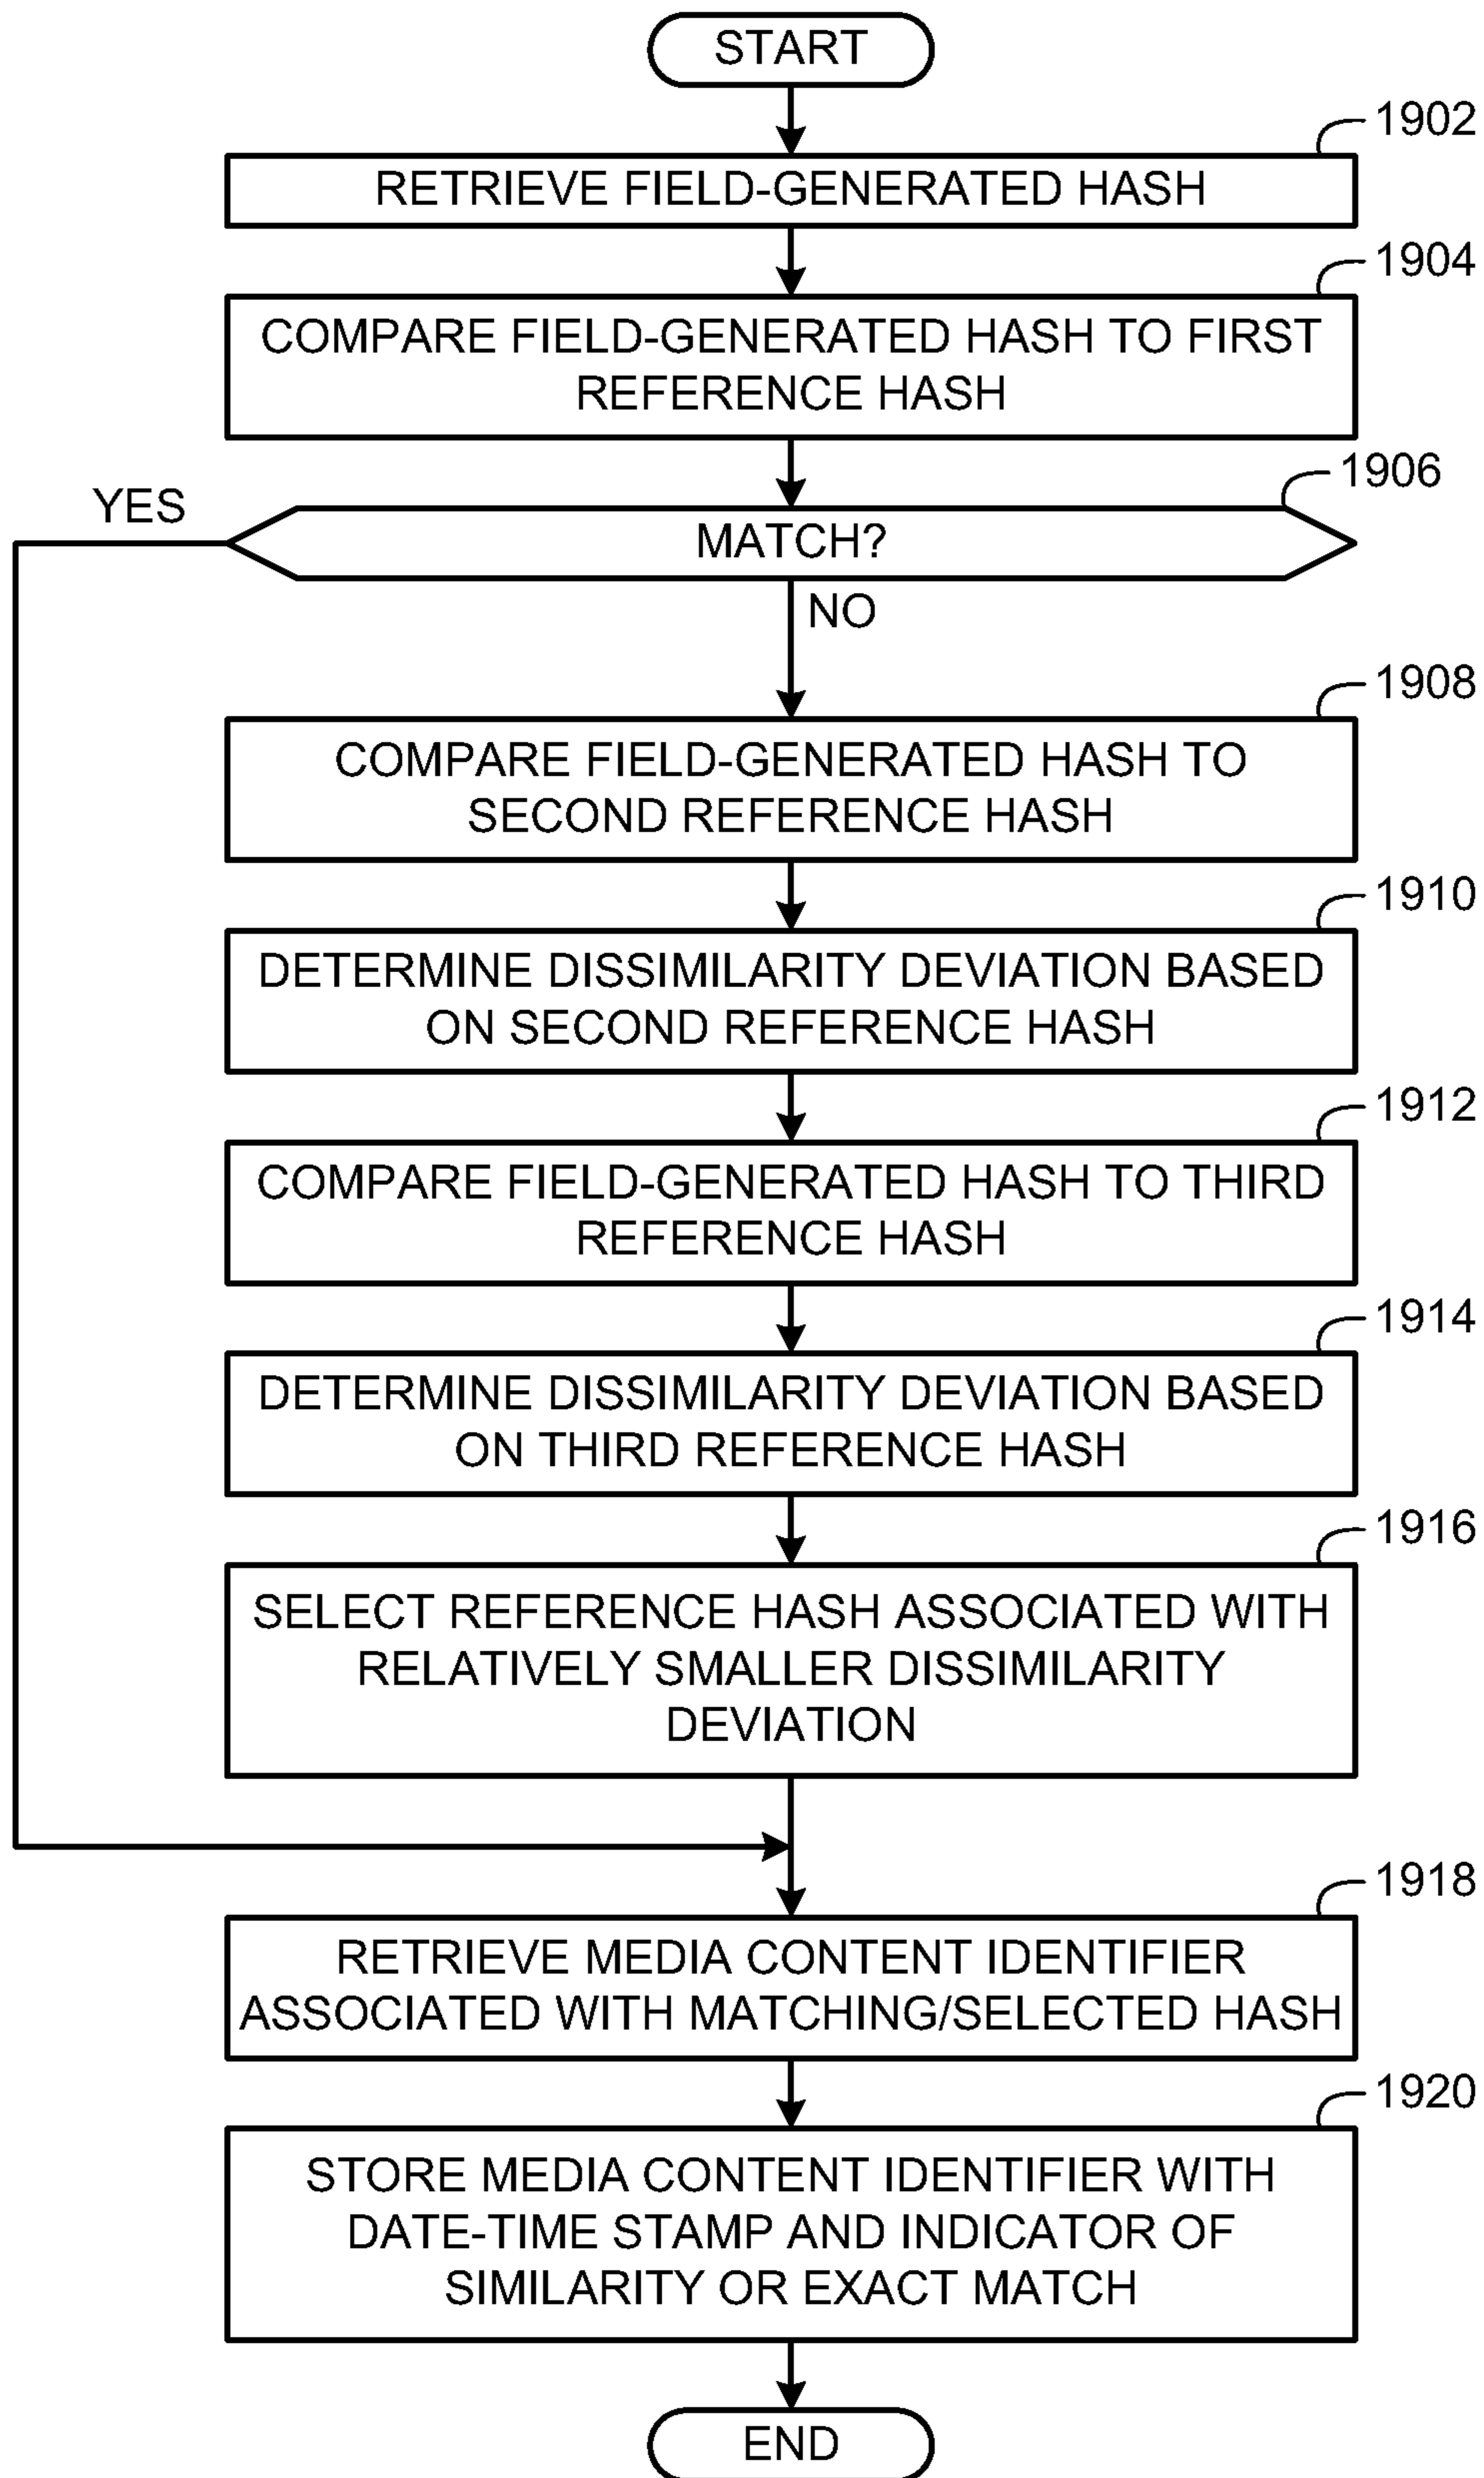 START
1902
RETRIEVE FIELD-GENERATED HASH
1904
COMPARE FIELD-GENERATED HASH TO FIRST
REFERENCE HASH
1906
YES
MATCH?
NO
1908
COMPARE FIELD-GENERATED HASH TO
SECOND REFERENCE HASH
1910
DETERMINE DISSIMILARITY DEVIATION BASED
ON SECOND REFERENCE HASH
1912
COMPARE FIELD-GENERATED HASH TO THIRD
REFERENCE HASH
1914
DETERMINE DISSIMILARITY DEVIATION BASED
ON THIRD REFERENCE HASH
1916
SELECT REFERENCE HASH ASSOCIATED WITH
RELATIVELY SMALLER DISSIMILARITY
DEVIATION
1918
RETRIEVE MEDIA CONTENT IDENTIFIER
ASSOCIATED WITH MATCHING/SELECTED HASH
1920
STORE MEDIA CONTENT IDENTIFIER WITH
DATE-TIME STAMP AND INDICATOR OF
SIMILARITY OR EXACT MATCH
END